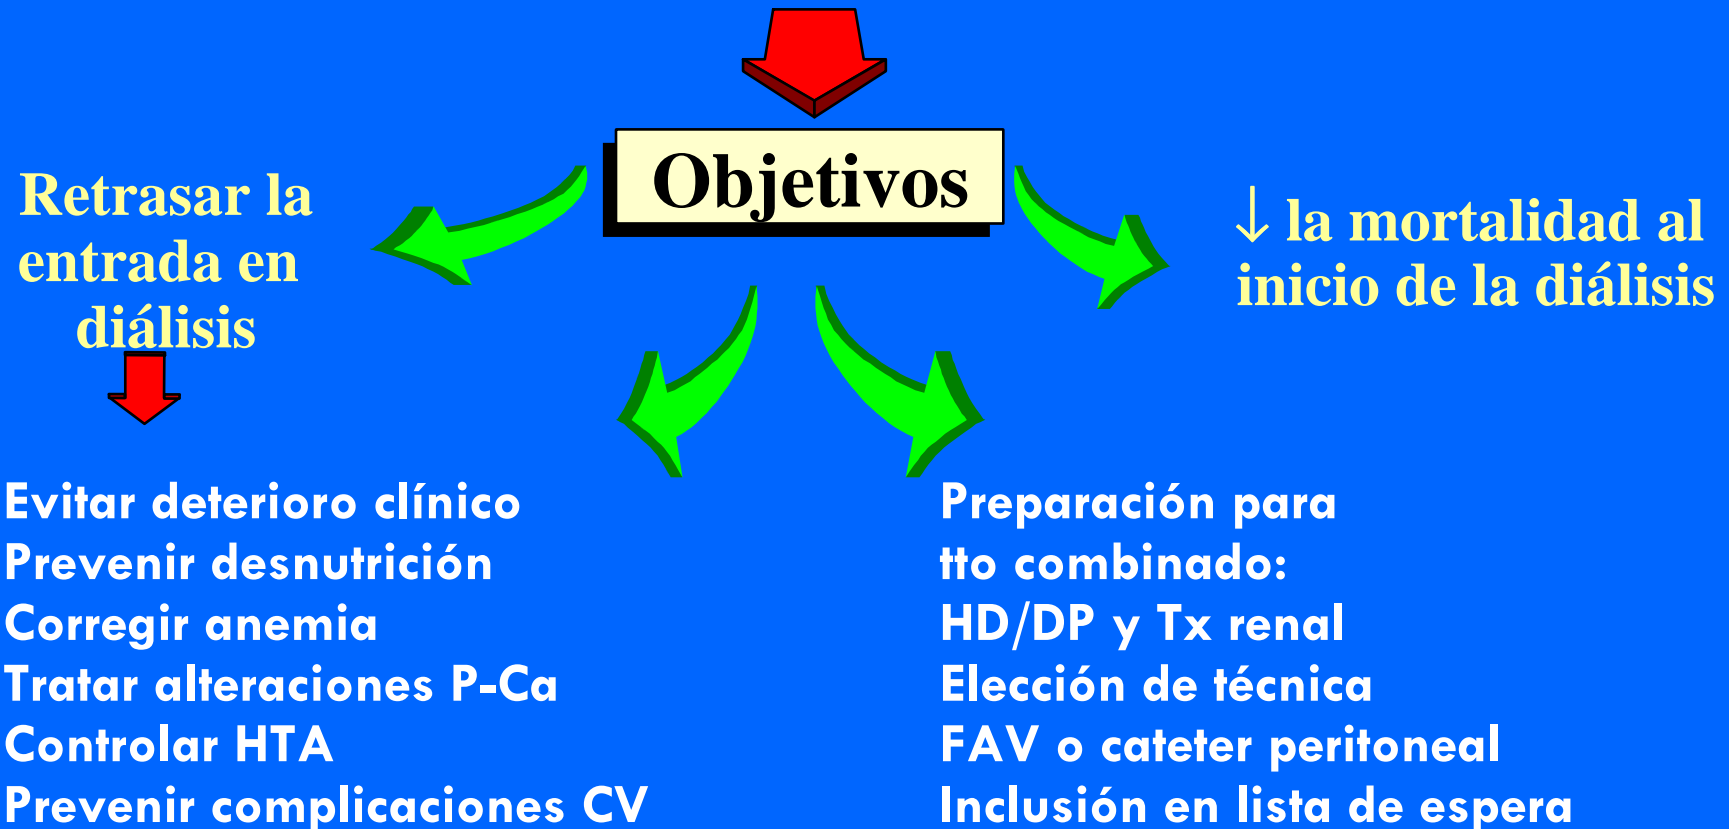 Objetivos
Retrasar la
entrada en
diálisis
↓ la mortalidad al
inicio de la diálisis
Evitar deterioro clínico
Prevenir desnutrición
Corregir anemia
Tratar alteraciones P-Ca
Controlar HTA
Prevenir complicaciones CV
Preparación para
tto combinado:
HD/DP y Tx renal
Elección de técnica
FAV o cateter peritoneal
Inclusión en lista de espera